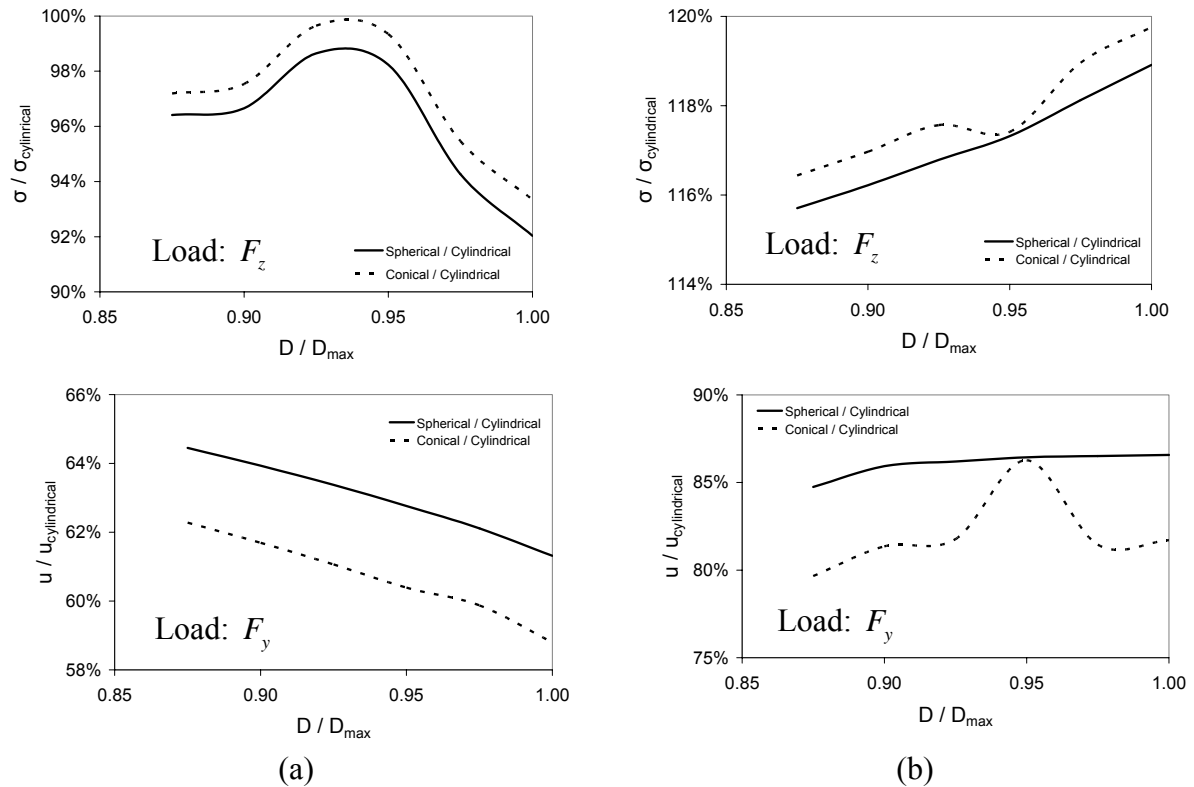 100%
98%
96%
94%
92%
90%
σ / σcylinrical
Load: Fz
Spherical / Cylindrical
Conical / Cylindrical
0.85 0.90 0.95 1.00
D / Dmax
120%
118%
116%
114%
σ / σcylindrical
Load: Fz
Spherical / Cylindrical
Conical / Cylindrical
0.85 0.90 0.95 1.00
D / Dmax
66%
64%
62%
60%
58%
u / ucylindrical
Spherical / Cylindrical
Conical / Cylindrical
Load: Fy
0.85 0.90 0.95 1.00
D / Dmax
(a)
90%
85%
80%
75%
u / ucylindrical
Spherical / Cylindrical
Conical / Cylindrical
Load: Fy
0.85 0.90 0.95 1.00
D / Dmax
(b)